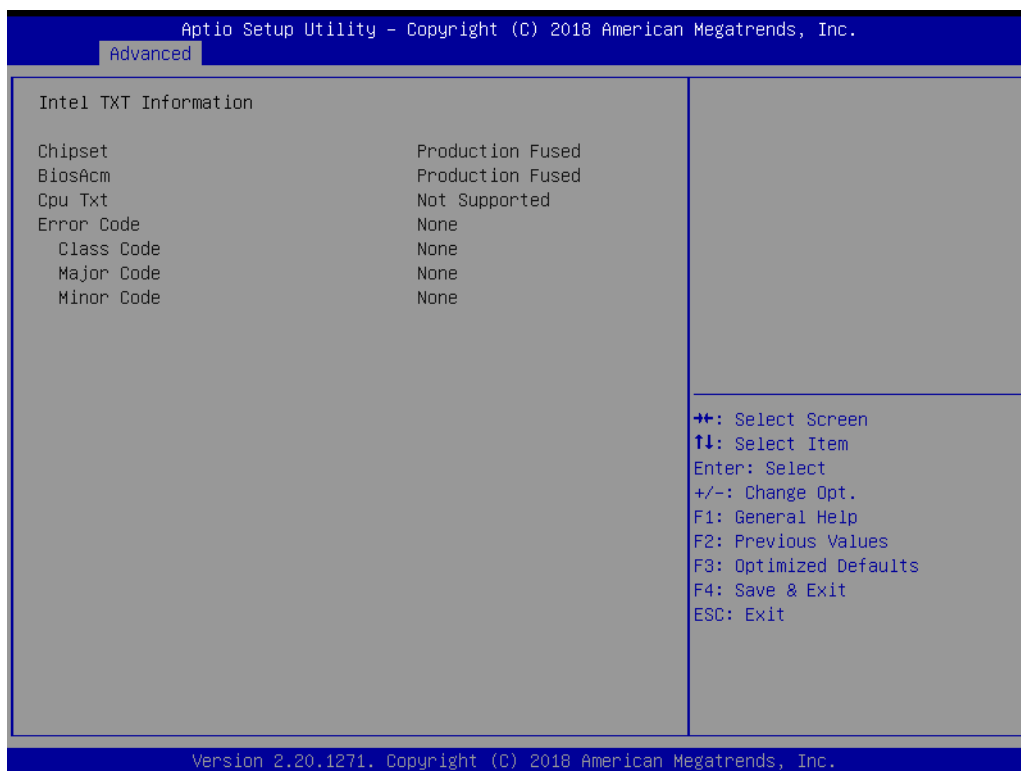 Aptio Setup Utility – Copyright (C) 2018 American Megatrends, Inc.
Advanced
Intel TXT Information
Chipset Production Fused
BiosAcm Production Fused
Cpu Txt Not Supported
Error Code None
Class Code None
Major Code None
Minor Code None
→←: Select Screen
↑↓: Select Item
Enter: Select
+/-: Change Opt.
F1: General Help
F2: Previous Values
F3: Optimized Defaults
F4: Save & Exit
ESC: Exit
Version 2.20.1271. Copyright (C) 2018 American Megatrends, Inc.